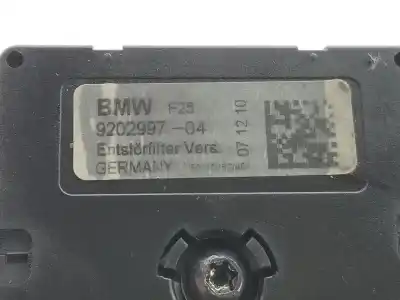 BMW F25
9202997-04
Entstörfilter Vers.
GERMANY
07 12 10